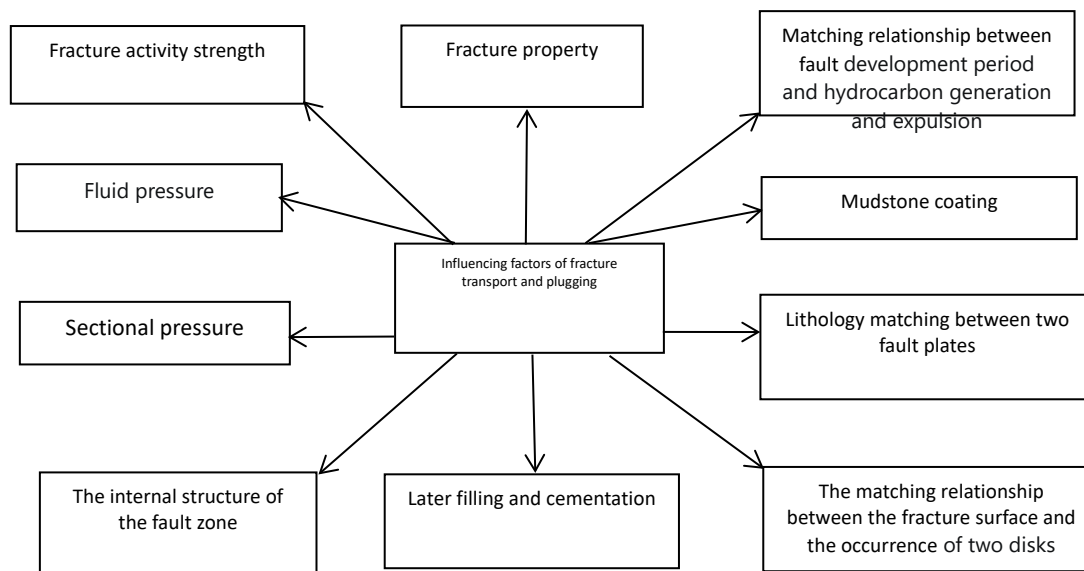 Fracture activity strength
Fracture property
Matching relationship between
fault development period
and hydrocarbon generation
and expulsion
Fluid pressure
Mudstone coating
Influencing factors of fracture
transport and plugging
Sectional pressure
Lithology matching between two
fault plates
The internal structure of
the fault zone
Later filling and cementation
The matching relationship
between the fracture surface and
the occurrence of two disks